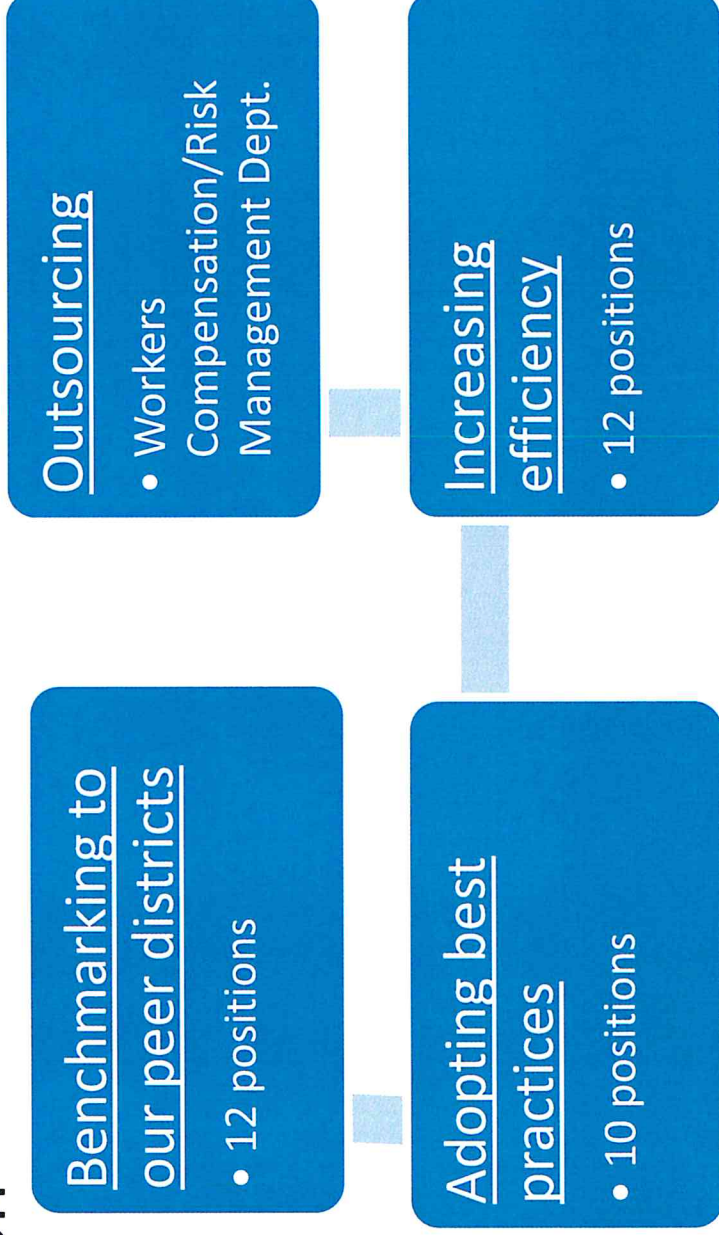 Benchmarking to
our peer districts
• 12 positions
Outsourcing
• Workers
Compensation/Risk
Management Dept.
Adopting best
practices
• 10 positions
Increasing
efficiency
• 12 positions